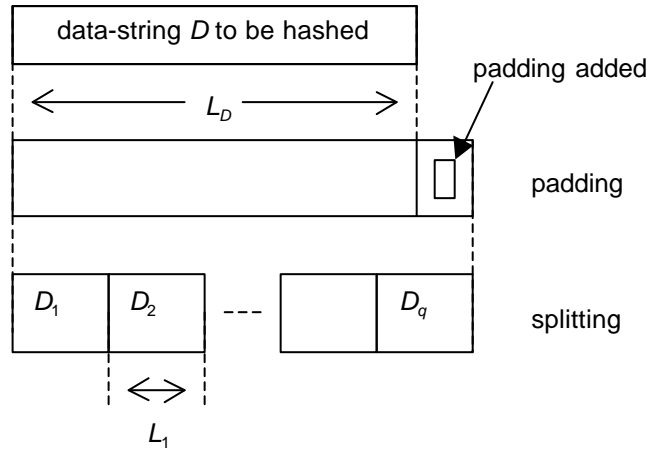 data-string D to be hashed
padding added
L_D
padding
D_1
D_2
D_q
splitting
L_1